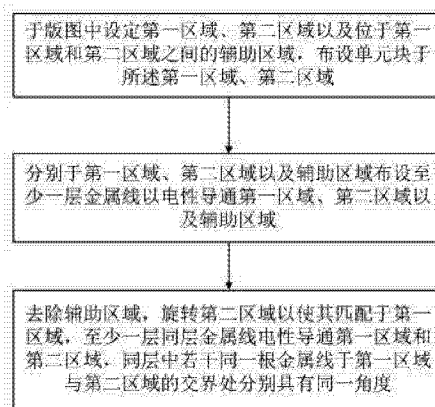 于版图中设定第一区域、第二区域以及位于第一
区域和第二区域之间的辅助区域，布设单元块于
所述第一区域、第二区域
分别于第一区域、第二区域以及辅助区域布设至
少一层金属线以电性导通第一区域、第二区域以
及辅助区域
去除辅助区域，旋转第二区域以使其匹配于第一
区域，至少一层同层金属线电性导通第一区域和
第二区域，同层中若干同一根金属线于第一区域
与第二区域的交界处分别具有同一角度